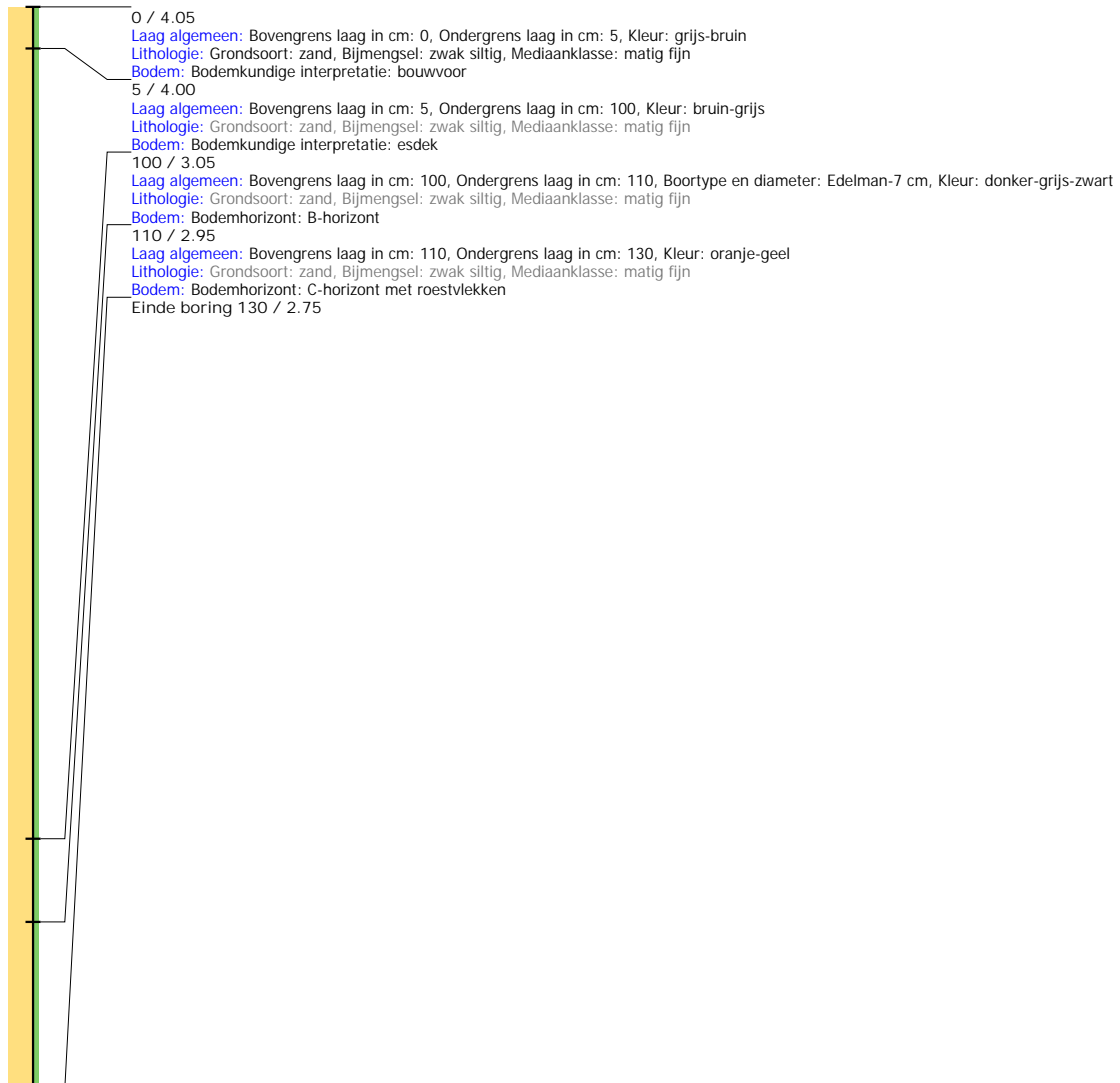 0 / 4.05
Laag algemeen: Bovengrens laag in cm: 0, Ondergrens laag in cm: 5, Kleur: grijs-bruin
Lithologie: Grondsoort: zand, Bijmengsel: zwak siltig, Mediaanklasse: matig fijn
Bodem: Bodemkundige interpretatie: bouwvoor
5 / 4.00
Laag algemeen: Bovengrens laag in cm: 5, Ondergrens laag in cm: 100, Kleur: bruin-grijs
Lithologie: Grondsoort: zand, Bijmengsel: zwak siltig, Mediaanklasse: matig fijn
Bodem: Bodemkundige interpretatie: esdek
100 / 3.05
Laag algemeen: Bovengrens laag in cm: 100, Ondergrens laag in cm: 110, Boortype en diameter: Edelman-7 cm, Kleur: donker-grijs-zwart
Lithologie: Grondsoort: zand, Bijmengsel: zwak siltig, Mediaanklasse: matig fijn
Bodem: Bodemhorizont: B-horizont
110 / 2.95
Laag algemeen: Bovengrens laag in cm: 110, Ondergrens laag in cm: 130, Kleur: oranje-geel
Lithologie: Grondsoort: zand, Bijmengsel: zwak siltig, Mediaanklasse: matig fijn
Bodem: Bodemhorizont: C-horizont met roestvlekken
Einde boring 130 / 2.75